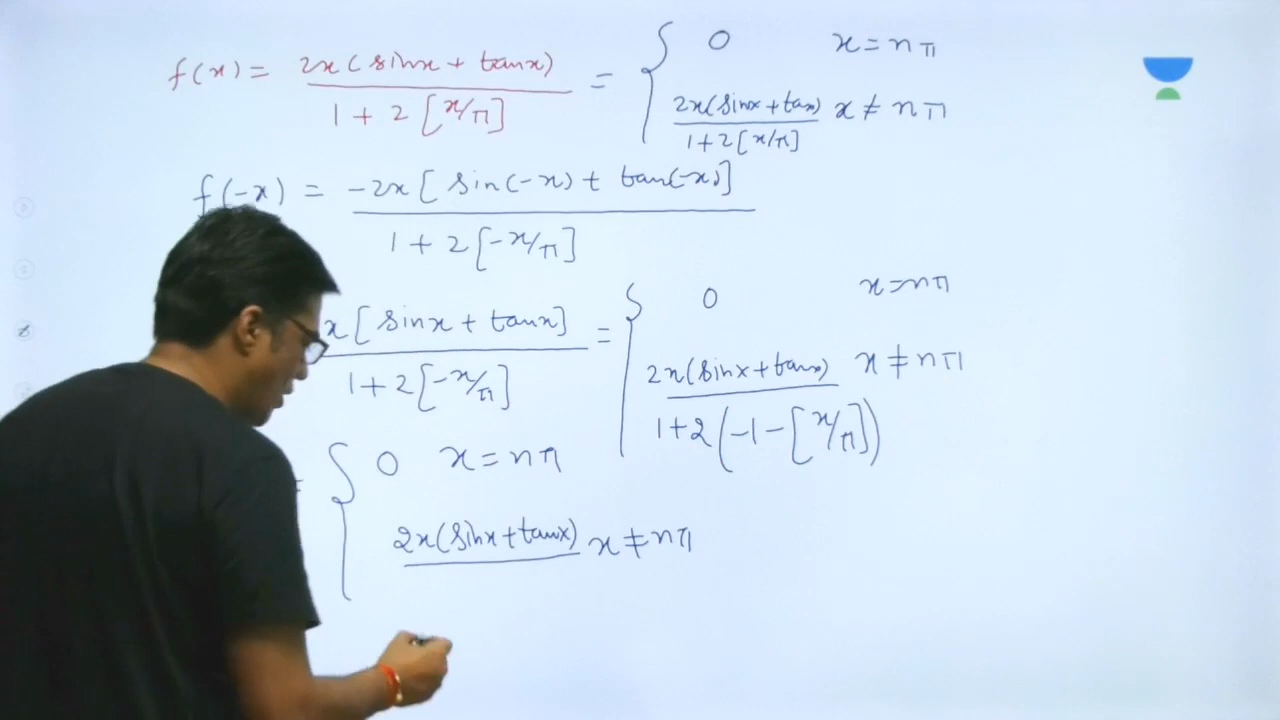 f(x) = 2x(sinx + tanx) / 1 + 2[x/π] = { 0 x = nπ
2x(sinx + tanx) / 1+2[x/π] x ≠ nπ
f(-x) = -2x[sin(-x) + tan(-x)] / 1 + 2[-x/π]
x[sinx + tanx] / 1+2[-x/π] = { 0 x=nπ
2x(sinx+tanx) / 1+2(-1-[x/π]) x ≠ nπ
{ 0 x = nπ
2x(sinx+tanx) x ≠ nπ